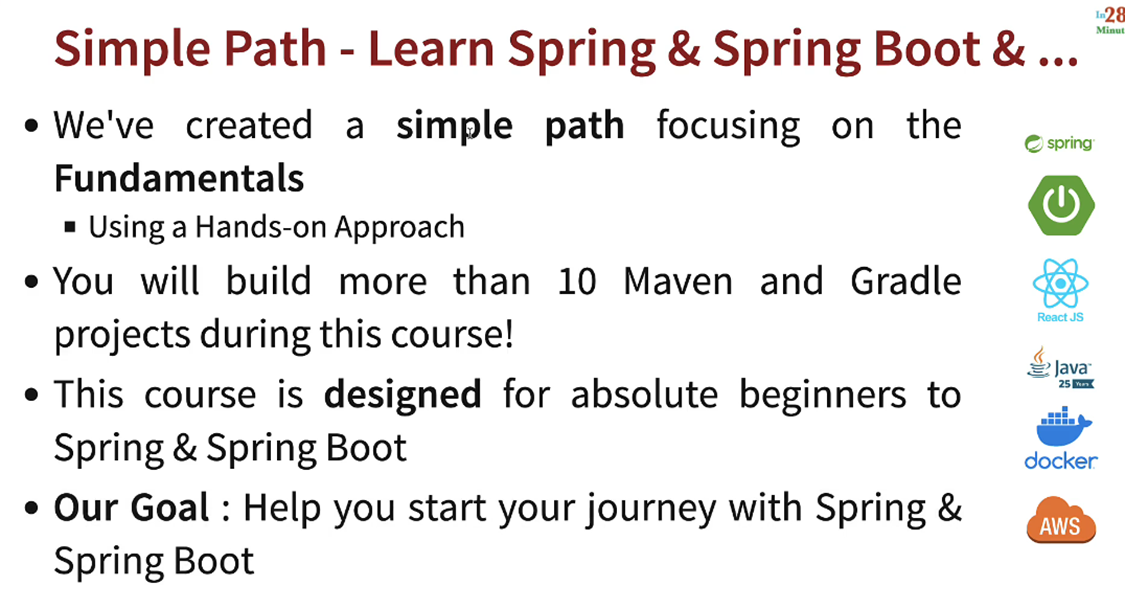 In28
Minut
Simple Path - Learn Spring & Spring Boot & ...
• We've created a simple path focusing on the
Fundamentals
▪ Using a Hands-on Approach
• You will build more than 10 Maven and Gradle
projects during this course!
• This course is designed for absolute beginners to
Spring & Spring Boot
• Our Goal : Help you start your journey with Spring &
Spring Boot
spring
React JS
Java
25 Years
docker
AWS